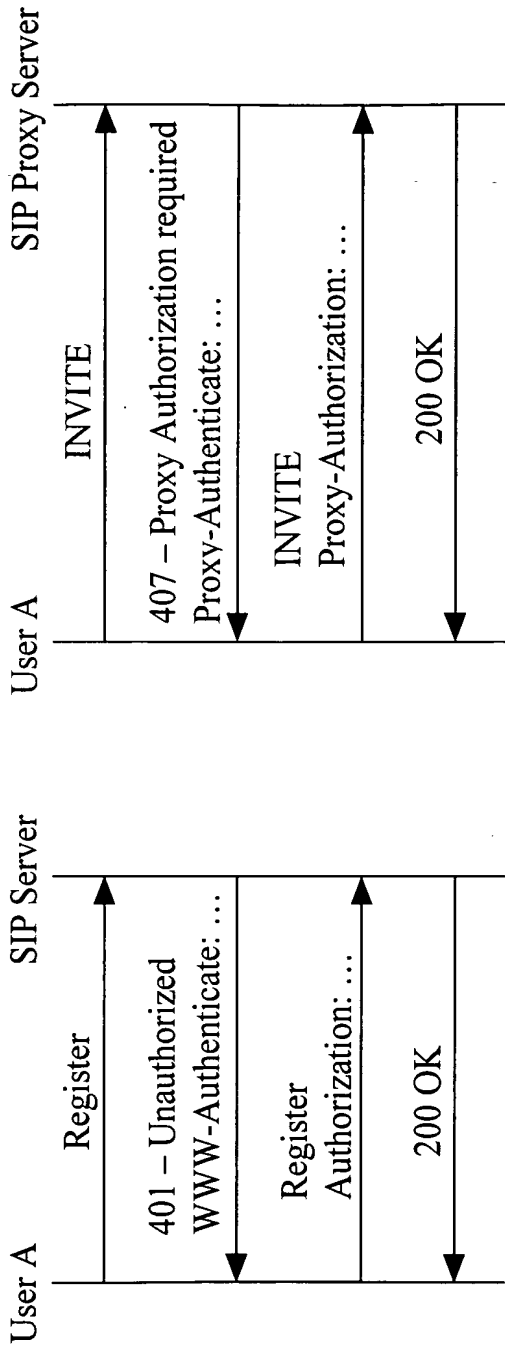 User A
SIP Server
Register
401 – Unauthorized
WWW-Authenticate: …
Register
Authorization: …
200 OK
User A
SIP Proxy Server
INVITE
407 – Proxy Authorization required
Proxy-Authenticate: …
INVITE
Proxy-Authorization: …
200 OK